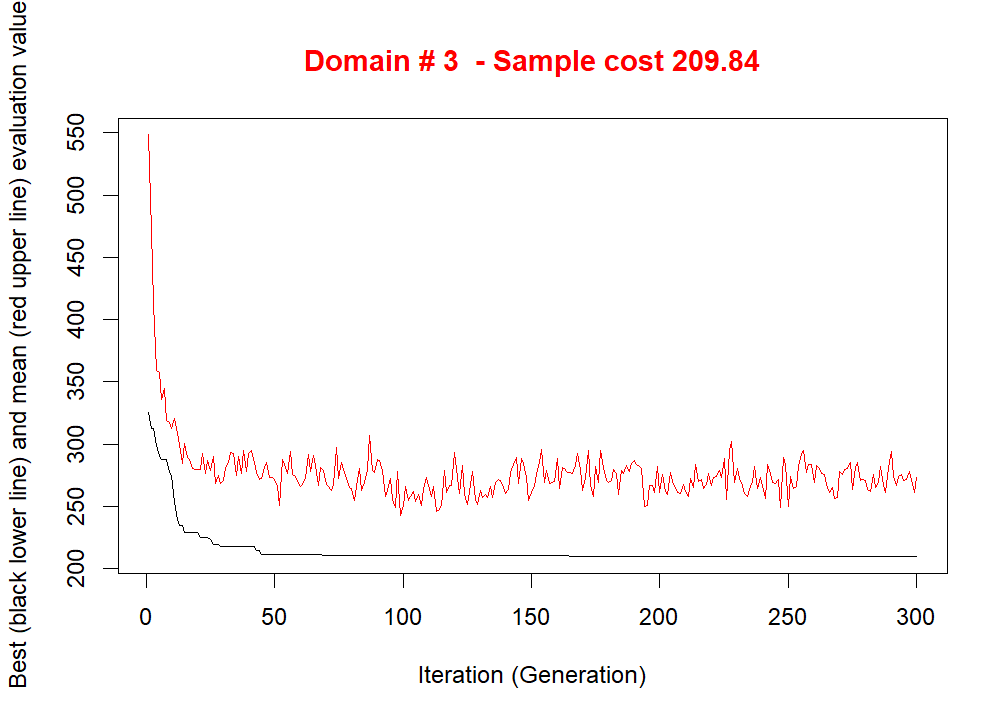 Domain # 3  - Sample cost 209.84
Best (black lower line) and mean (red upper line) evaluation value
550
500
450
400
350
300
250
200
0 50 100 150 200 250 300
Iteration (Generation)